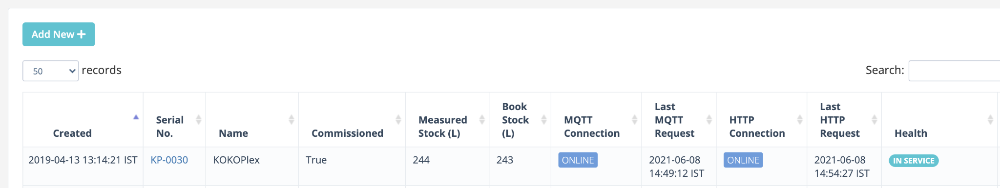 Add New +
50 records
Search:
Created
Serial No.
Name
Commissioned
Measured Stock (L)
Book Stock (L)
MQTT Connection
Last MQTT Request
HTTP Connection
Last HTTP Request
Health
2019-04-13 13:14:21 IST
KP-0030
KOKOPlex
True
244
243
ONLINE
2021-06-08 14:49:12 IST
ONLINE
2021-06-08 14:54:27 IST
IN SERVICE